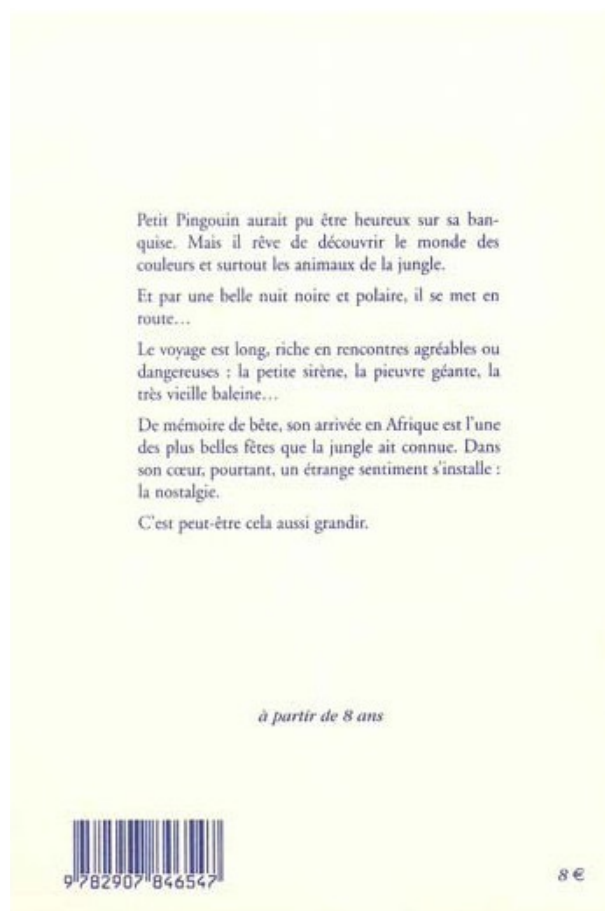 Petit Pingouin aurait pu être heureux sur sa ban-
quise. Mais il rêve de découvrir le monde des
couleurs et surtout les animaux de la jungle.
Et par une belle nuit noire et polaire, il se met en
route...
Le voyage est long, riche en rencontres agréables ou
dangereuses : la petite sirène, la pieuvre géante, la
très vieille baleine...
De mémoire de bête, son arrivée en Afrique est l'une
des plus belles fêtes que la jungle ait connue. Dans
son cœur, pourtant, un étrange sentiment s'installe :
la nostalgie.
C'est peut-être cela aussi grandir.
à partir de 8 ans
9 782907 846547
8 €